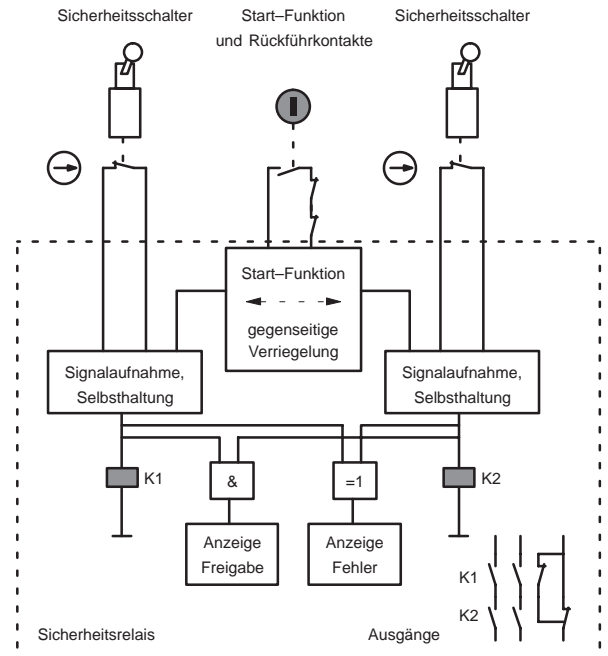 Sicherheitsschalter
Start–Funktion
und Rückführkontakte
Sicherheitsschalter
Start–Funktion
gegenseitige
Verriegelung
Signalaufnahme,
Selbsthaltung
Signalaufnahme,
Selbsthaltung
K1
&
=1
K2
Anzeige
Freigabe
Anzeige
Fehler
K1
K2
Sicherheitsrelais
Ausgänge